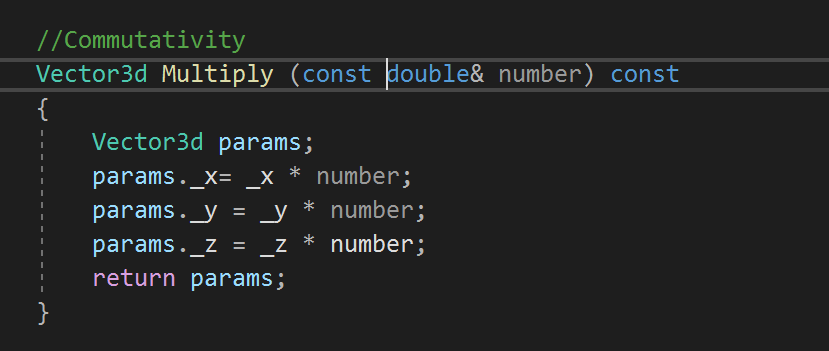 //Commutativity
Vector3d Multiply (const double& number) const
{
Vector3d params;
params._x= _x * number;
params._y = _y * number;
params._z = _z * number;
return params;
}